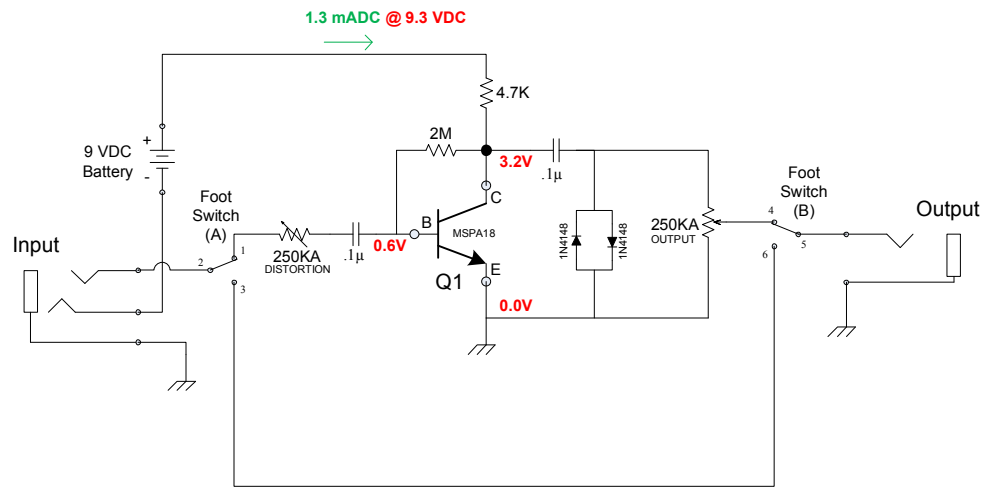 1.3 mADC @ 9.3 VDC
4.7K
2M
+
9 VDC
Battery
-
3.2V
.1µ
C
Foot
Switch
(A)
Foot
Switch
(B)
Output
Input
1
2
3
250KA
DISTORTION
.1µ
B
0.6V
MSPA18
Q1
E
0.0V
1N4148
1N4148
250KA
OUTPUT
4
5
6